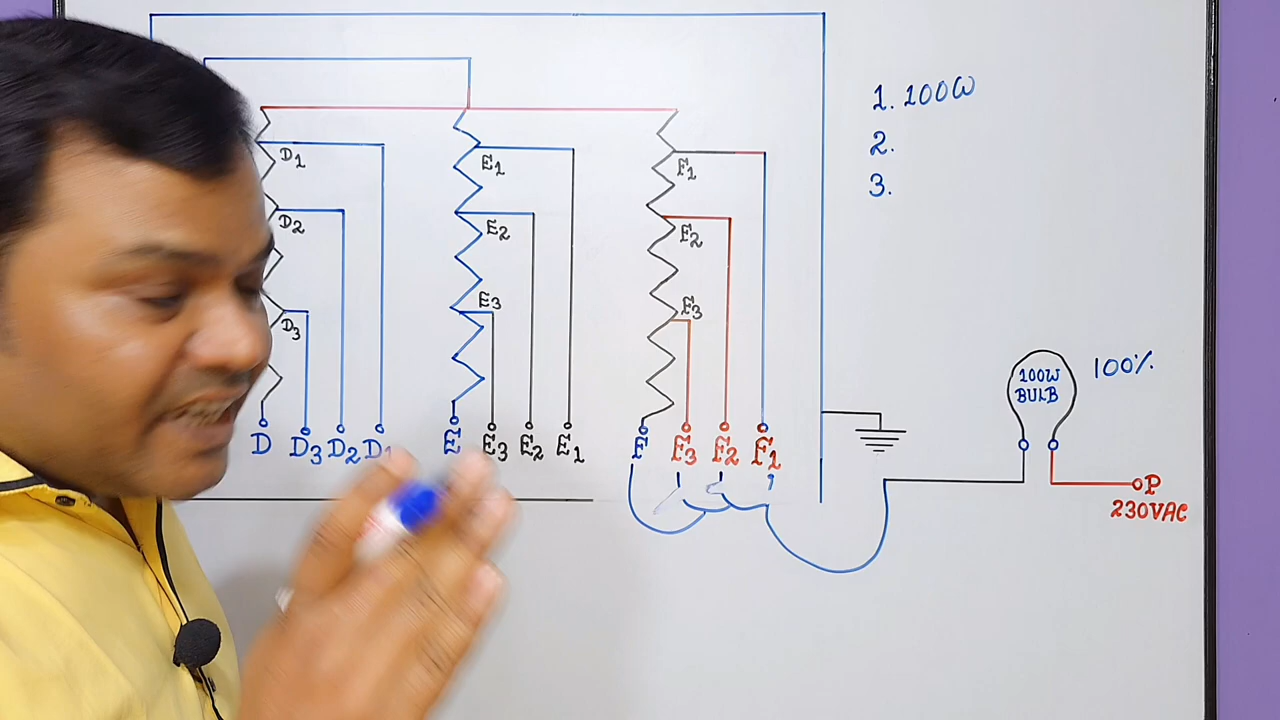 1. 100W
2.
3.
D1
D2
D3
E1
E2
E3
F1
F2
F3
D D3 D2 D1
E E3 E2 E1
F F3 F2 F1
100W
BULB
100%
P
230VAC